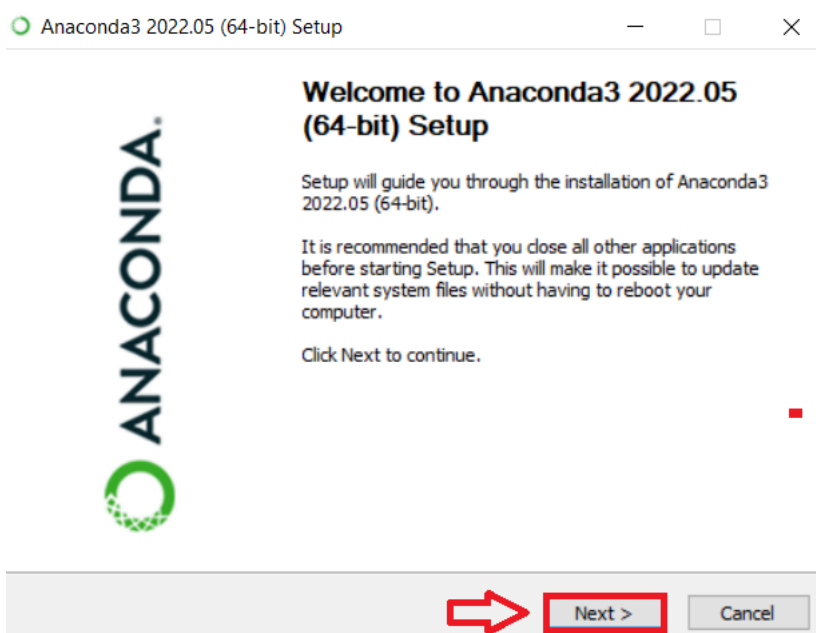 Anaconda3 2022.05 (64-bit) Setup
ANACONDA.
Welcome to Anaconda3 2022.05
(64-bit) Setup
Setup will guide you through the installation of Anaconda3
2022.05 (64-bit).
It is recommended that you close all other applications
before starting Setup. This will make it possible to update
relevant system files without having to reboot your
computer.
Click Next to continue.
Next >
Cancel